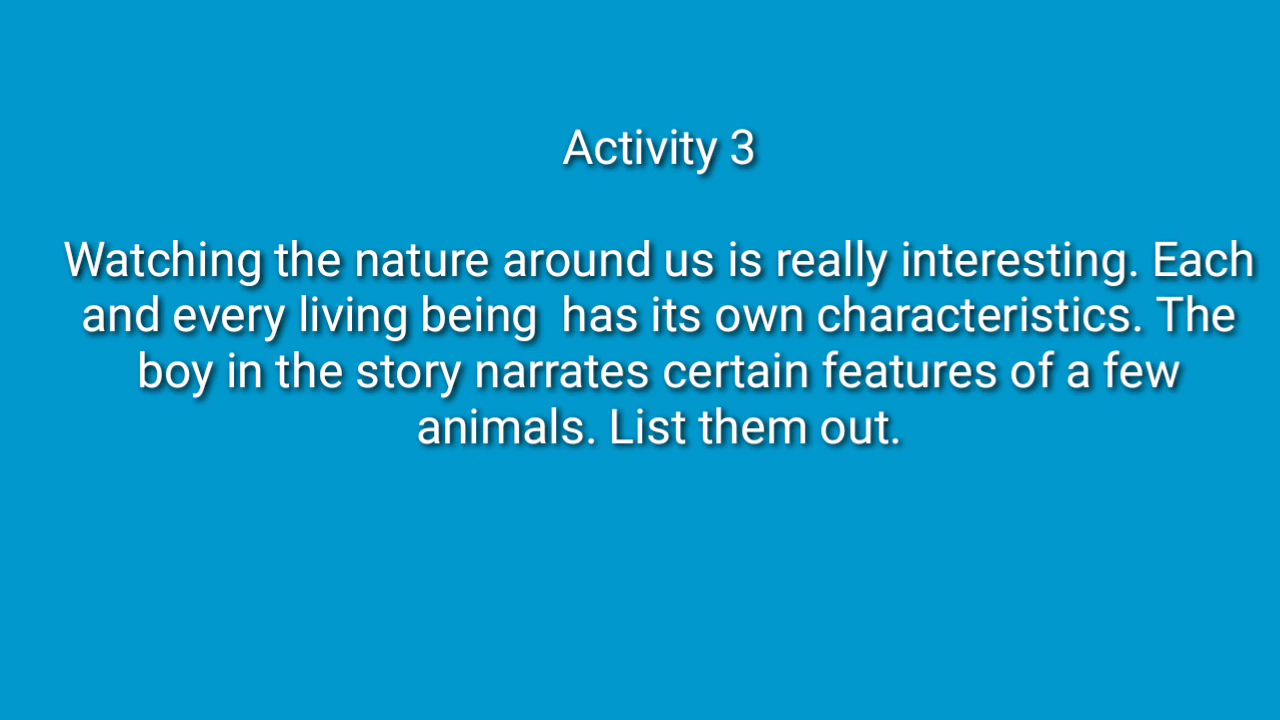 Activity 3
Watching the nature around us is really interesting. Each
and every living being  has its own characteristics. The
boy in the story narrates certain features of a few
animals. List them out.